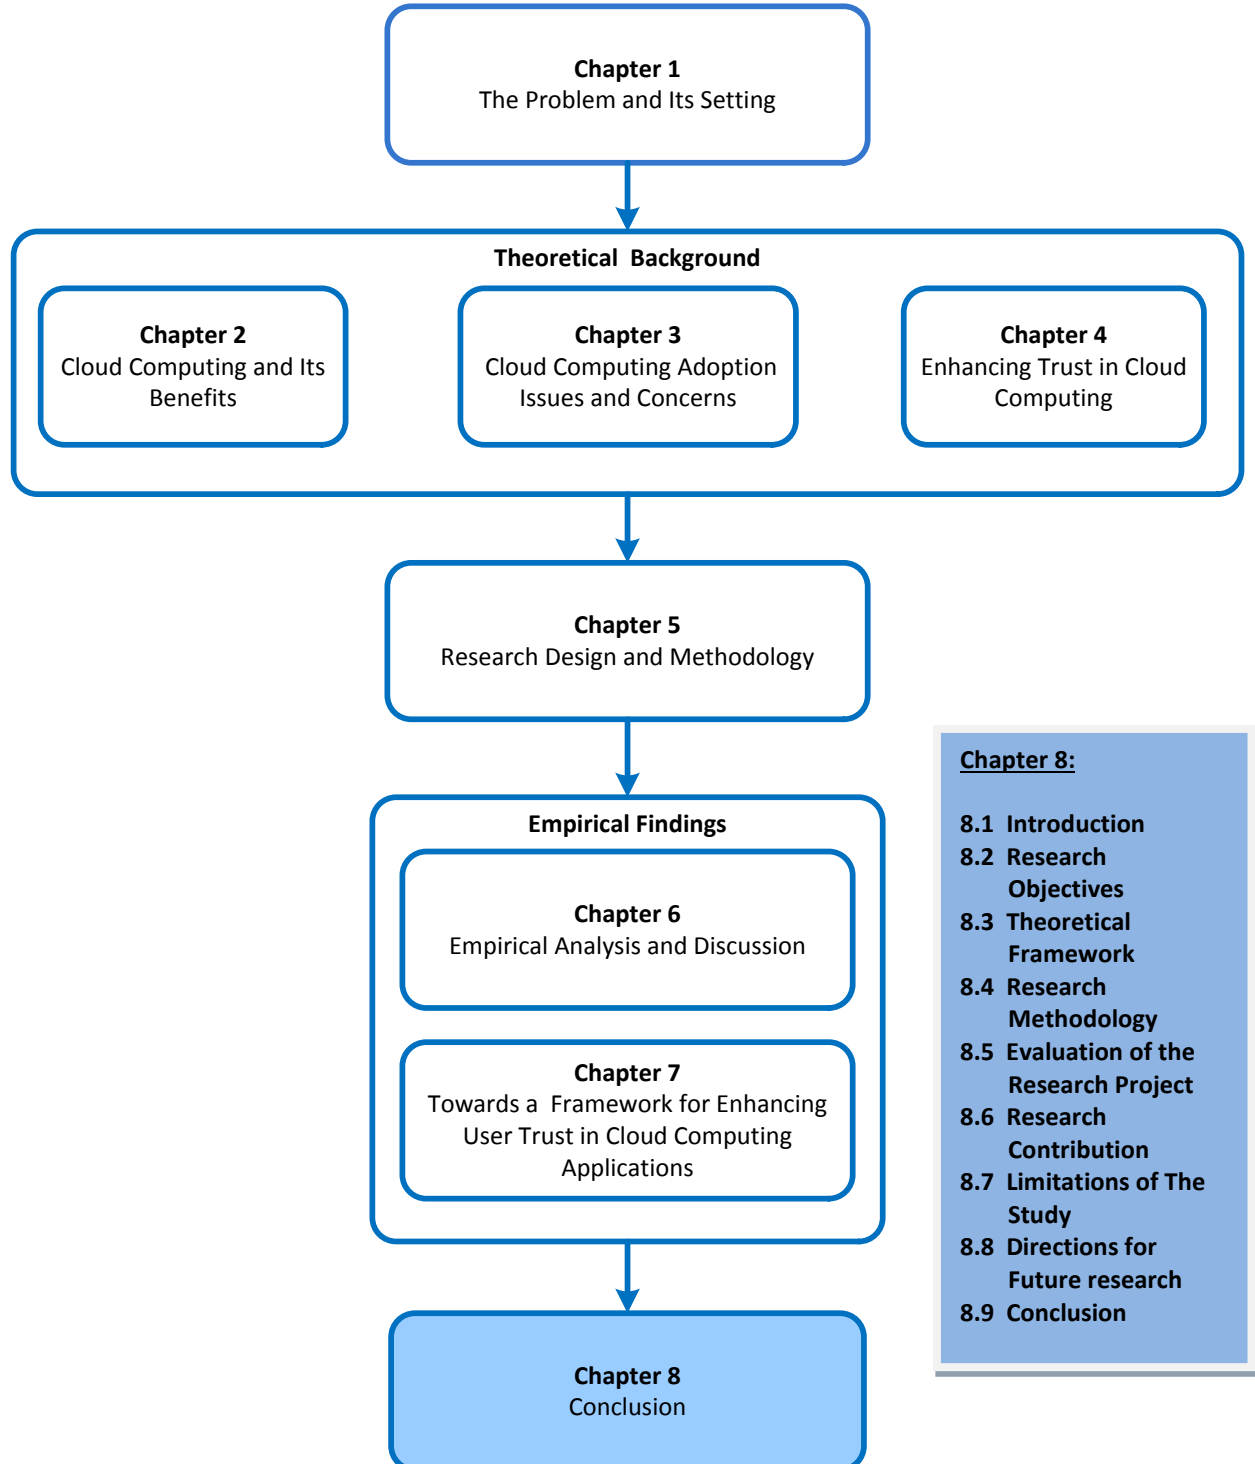 Chapter 1
The Problem and Its Setting
Theoretical Background
Chapter 2
Cloud Computing and Its
Benefits
Chapter 3
Cloud Computing Adoption
Issues and Concerns
Chapter 4
Enhancing Trust in Cloud
Computing
Chapter 5
Research Design and Methodology
Empirical Findings
Chapter 6
Empirical Analysis and Discussion
Chapter 7
Towards a Framework for Enhancing
User Trust in Cloud Computing
Applications
Chapter 8
Conclusion
Chapter 8:
8.1 Introduction
8.2 Research
Objectives
8.3 Theoretical
Framework
8.4 Research
Methodology
8.5 Evaluation of the
Research Project
8.6 Research
Contribution
8.7 Limitations of The
Study
8.8 Directions for
Future research
8.9 Conclusion